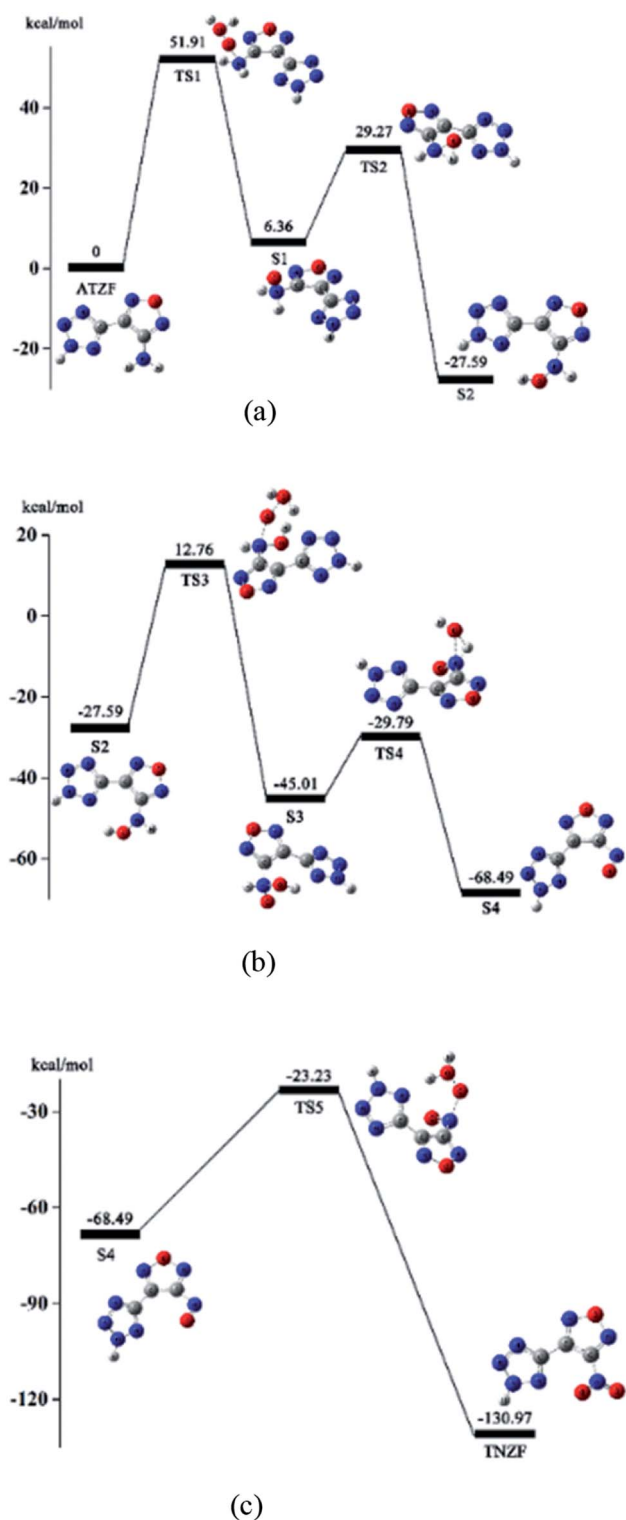 kcal/mol
51.91
TS1
40
29.27
TS2
20
6.36
S1
0
0
ATZF
-20
-27.59
S2
(a)
kcal/mol
20
12.76
TS3
0
-20
-27.59
S2
-29.79
TS4
-40
-45.01
S3
-60
-68.49
S4
(b)
kcal/mol
-23.23
TS5
-30
-60
-68.49
S4
-90
-120
-130.97
TNZF
(c)